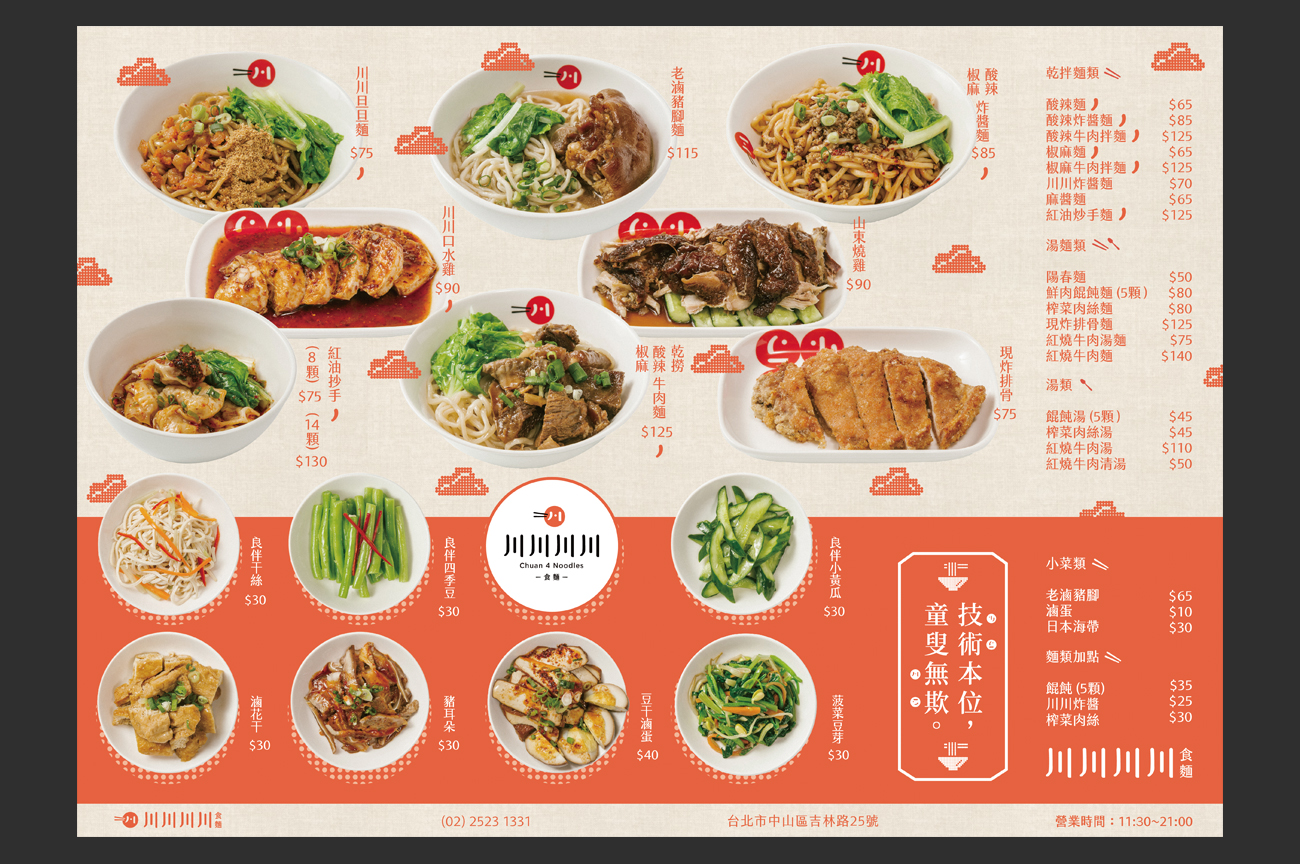 川川旦旦麵
$75
老滷豬腳麵
$115
酸辣
椒麻
炸醬麵
$85
川川口水雞
$90
山東燒雞
$90
紅油抄手
(8顆)
$75
(14顆)
$130
乾撈
酸辣
椒麻
牛肉麵
$125
現炸排骨
$75
乾拌麵類
酸辣麵 $65
酸辣炸醬麵 $85
酸辣牛肉拌麵 $125
椒麻麵 $65
椒麻牛肉拌麵 $125
川川炸醬麵 $70
麻醬麵 $65
紅油炒手麵 $125
湯麵類
陽春麵 $50
鮮肉餛飩麵 (5顆) $80
榨菜肉絲麵 $80
現炸排骨麵 $125
紅燒牛肉湯麵 $75
紅燒牛肉麵 $140
湯類
餛飩湯 (5顆) $45
榨菜肉絲湯 $45
紅燒牛肉湯 $110
紅燒牛肉清湯 $50
良伴干絲
$30
良伴四季豆
$30
川川川川
Chuan 4 Noodles
食麵
良伴小黃瓜
$30
滷花干
$30
豬耳朵
$30
豆干滷蛋
$40
菠菜豆芽
$30
技術本位，
童叟無欺。
小菜類
老滷豬腳 $65
滷蛋 $10
日本海帶 $30
麵類加點
餛飩 (5顆) $35
川川炸醬 $25
榨菜肉絲 $30
川川川川 食麵
川川川川 食麵
(02) 2523 1331
台北市中山區吉林路25號
營業時間：11:30~21:00